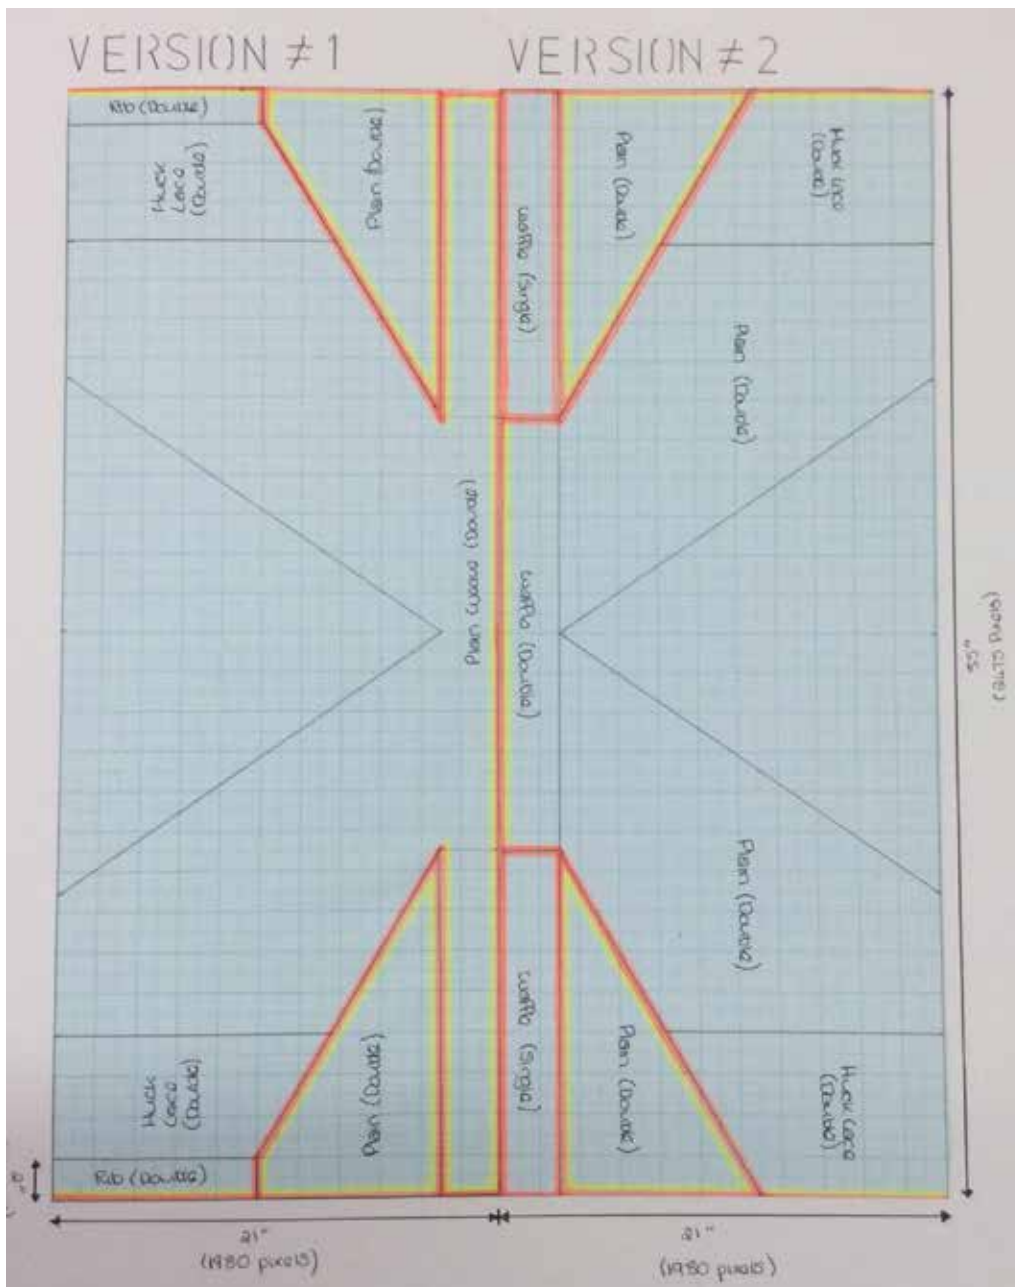 VERSION ≠ 1
VERSION ≠ 2
Rib (Double)
Huck
Lace
(Double)
Plain (Double)
Waffle (Single)
Plain (Double)
Huck Lace
(Double)
Plain (Double)
Plain Weave (Double)
Waffle (Double)
55"
Plain (Double)
Huck
Lace
(Double)
Plain (Double)
Waffle (Single)
Plain (Double)
Huck Lace
(Double)
Rib (Double)
2"
21"
(1980 pixels)
21"
(1980 pixels)